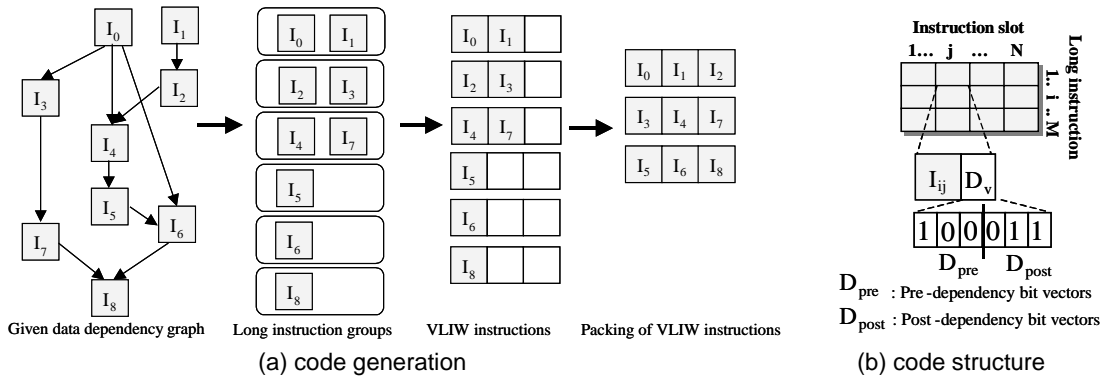 I0 I1
I3 I2
I4
I5 I6
I7
I8
Given data dependency graph
I0 I1
I2 I3
I4 I7
I5
I6
I8
Long instruction groups
I0 I1
I2 I3
I4 I7
I5
I6
I8
VLIW instructions
I0 I1 I2
I3 I4 I7
I5 I6 I8
Packing of VLIW instructions
(a) code generation
Instruction slot
1... j ... N
Long instruction
1.. i .. M
Iij Dv
1 0 0 0 1 1
Dpre Dpost
Dpre : Pre-dependency bit vectors
Dpost : Post-dependency bit vectors
(b) code structure